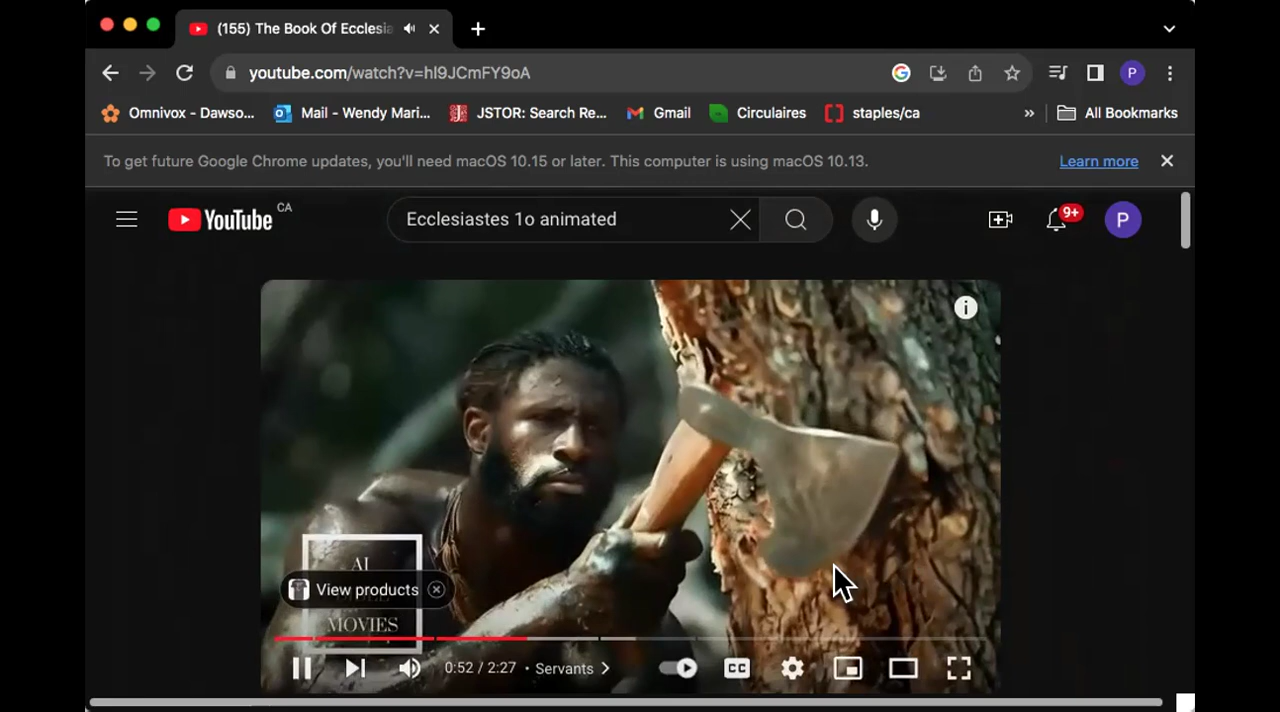 (155) The Book Of Ecclesia
youtube.com/watch?v=hI9JCmFY9oA
P
Omnivox - Dawso...
Mail - Wendy Mari...
JSTOR: Search Re...
Gmail
Circulaires
staples/ca
»
All Bookmarks
To get future Google Chrome updates, you'll need macOS 10.15 or later. This computer is using macOS 10.13.
Learn more
YouTube CA
Ecclesiastes 1o animated
9+
P
AI
View products
MOVIES
0:52 / 2:27 • Servants >
CC